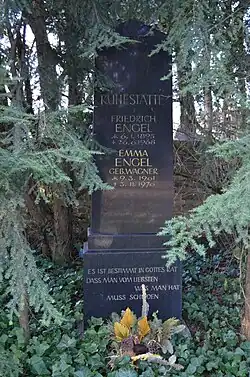 RUHESTÄTTE
FRIEDRICH
ENGEL
EMMA
ENGEL
GEB. WAGNER
ES IST BESTIMMT IN GOTTES RAT
DASS MAN VOM LIEBSTEN
WAS MAN HAT
MUSS SCHEIDEN